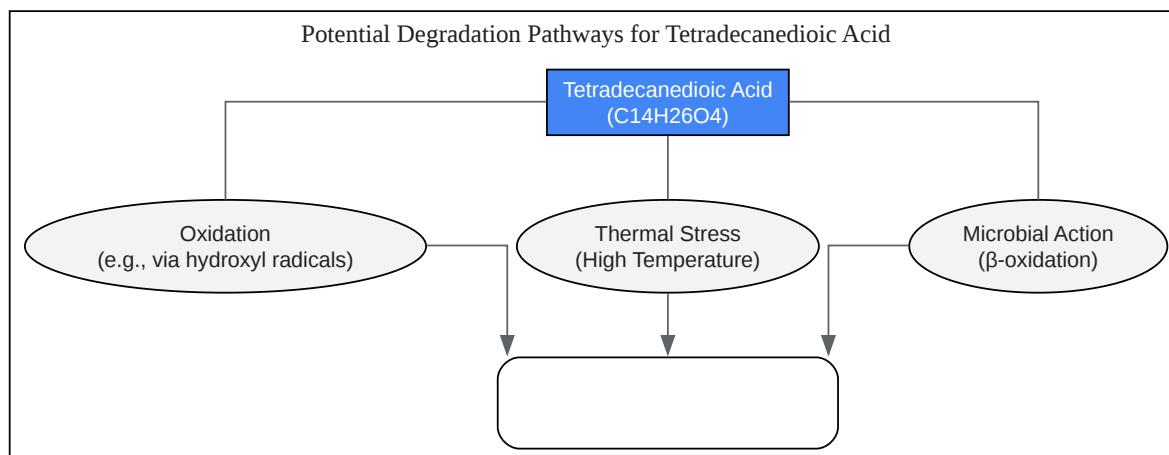 Potential Degradation Pathways for Tetradecanedioic Acid
Tetradecanedioic Acid
(C14H26O4)
Oxidation
(e.g., via hydroxyl radicals)
Thermal Stress
(High Temperature)
Microbial Action
(β-oxidation)